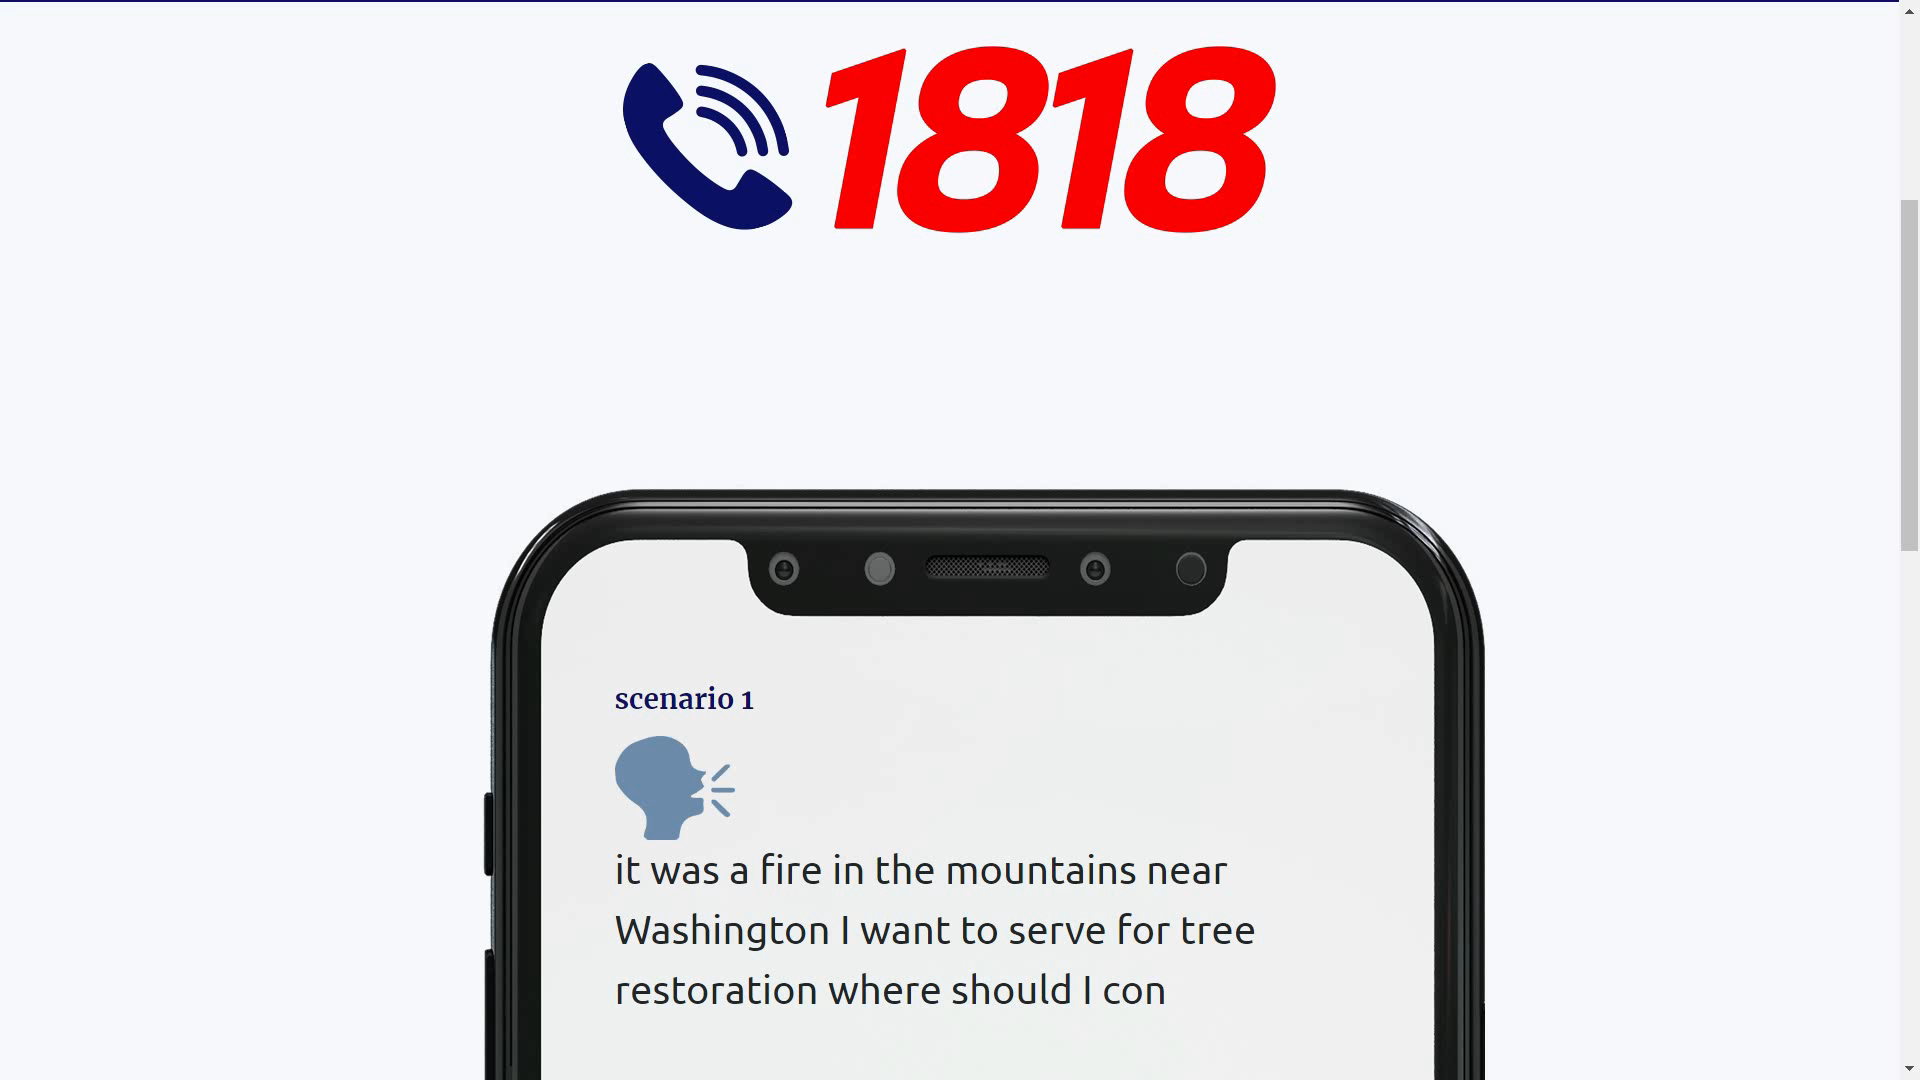 1818
scenario 1
it was a fire in the mountains near
Washington I want to serve for tree
restoration where should I con